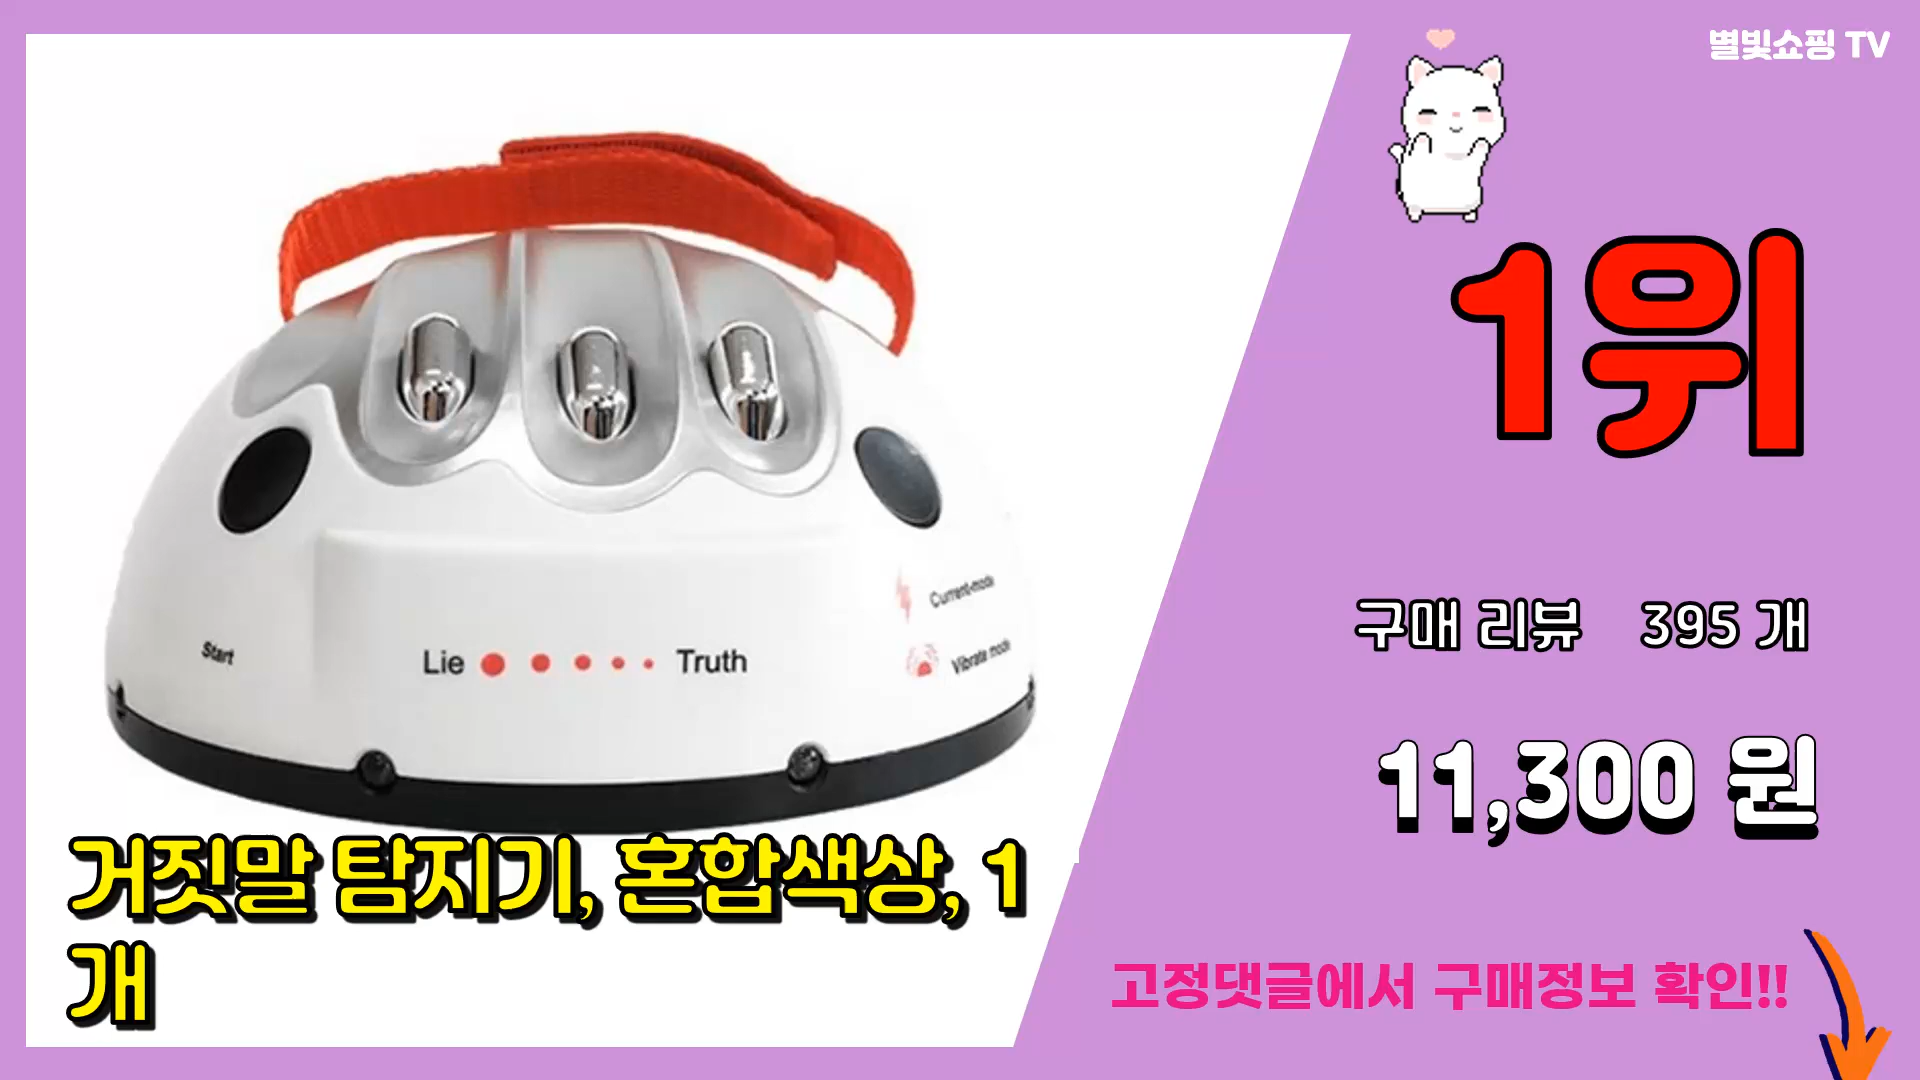 별빛쇼핑 TV
1위
Current-mode
Start
Lie
Truth
Vibrate mode
구매 리뷰 395 개
11,300 원
거짓말 탐지기, 혼합색상, 1
개
고정댓글에서 구매정보 확인!!